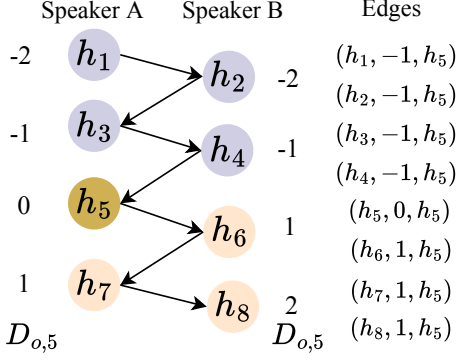 Speaker A Speaker B Edges
-2 h₁ (h₁, −1, h₅)
h₂ -2 (h₂, −1, h₅)
-1 h₃ (h₃, −1, h₅)
h₄ -1 (h₄, −1, h₅)
0 h₅ (h₅, 0, h₅)
h₆ 1 (h₆, 1, h₅)
1 h₇ (h₇, 1, h₅)
h₈ 2 (h₈, 1, h₅)
D_{o,5} D_{o,5}